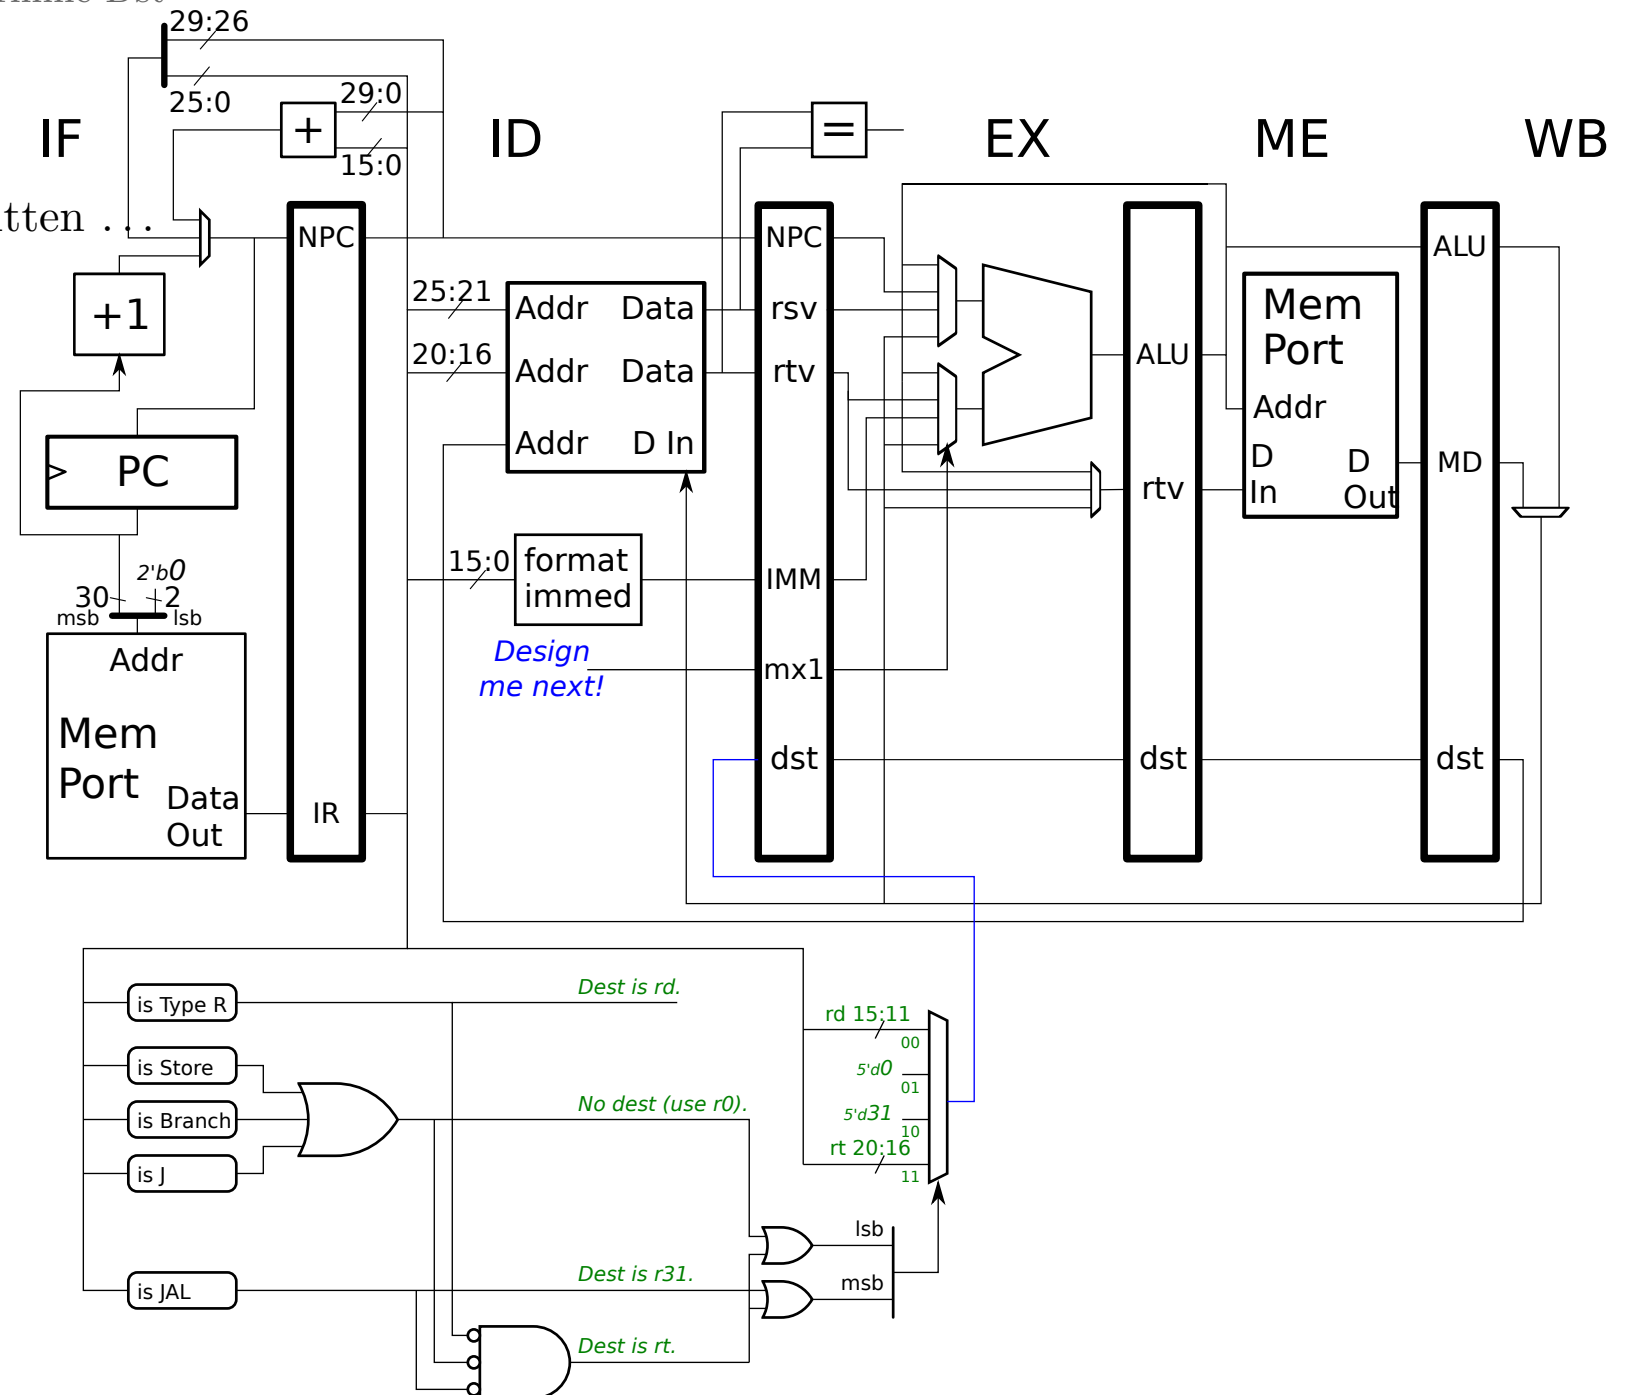 29:26
25:0
29:0
+
15:0
=
IF
ID
EX
ME
WB
tten ...
NPC
NPC
ALU
+1
25:21
Addr
Data
rsv
Mem
Port
20:16
Addr
Data
rtv
ALU
Addr
Addr
D In
PC
D
In
D
Out
MD
rtv
2'b0
30
2
msb
lsb
15:0
format
immed
IMM
Addr
Design
me next!
mx1
Mem
Port
Data
Out
IR
dst
dst
dst
is Type R
Dest is rd.
rd 15:11
00
is Store
5'd0
01
is Branch
No dest (use r0).
5'd31
10
is J
rt 20:16
11
lsb
is JAL
Dest is r31.
msb
Dest is rt.